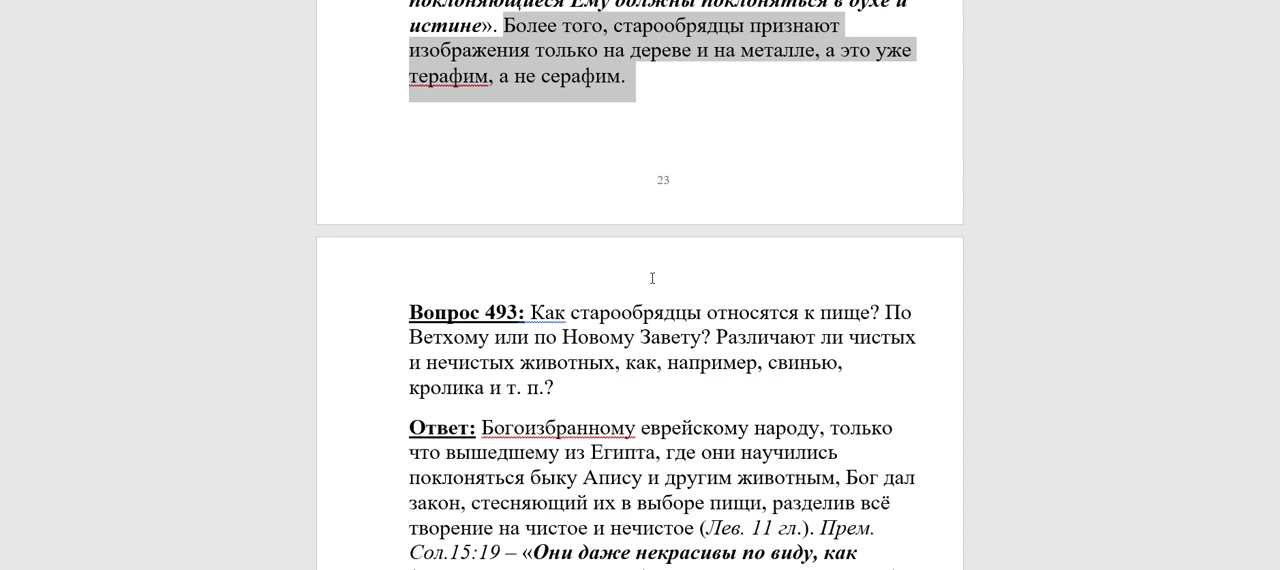 поклоняющиеся Ему должны поклоняться в духе и
истине». Более того, старообрядцы признают
изображения только на дереве и на металле, а это уже
терафим, а не серафим.
23
Вопрос 493: Как старообрядцы относятся к пище? По
Ветхому или по Новому Завету? Различают ли чистых
и нечистых животных, как, например, свинью,
кролика и т. п.?
Ответ: Богоизбранному еврейскому народу, только
что вышедшему из Египта, где они научились
поклоняться быку Апису и другим животным, Бог дал
закон, стесняющий их в выборе пищи, разделив всё
творение на чистое и нечистое (Лев. 11 гл.). Прем.
Сол.15:19 – «Они даже некрасивы по виду, как